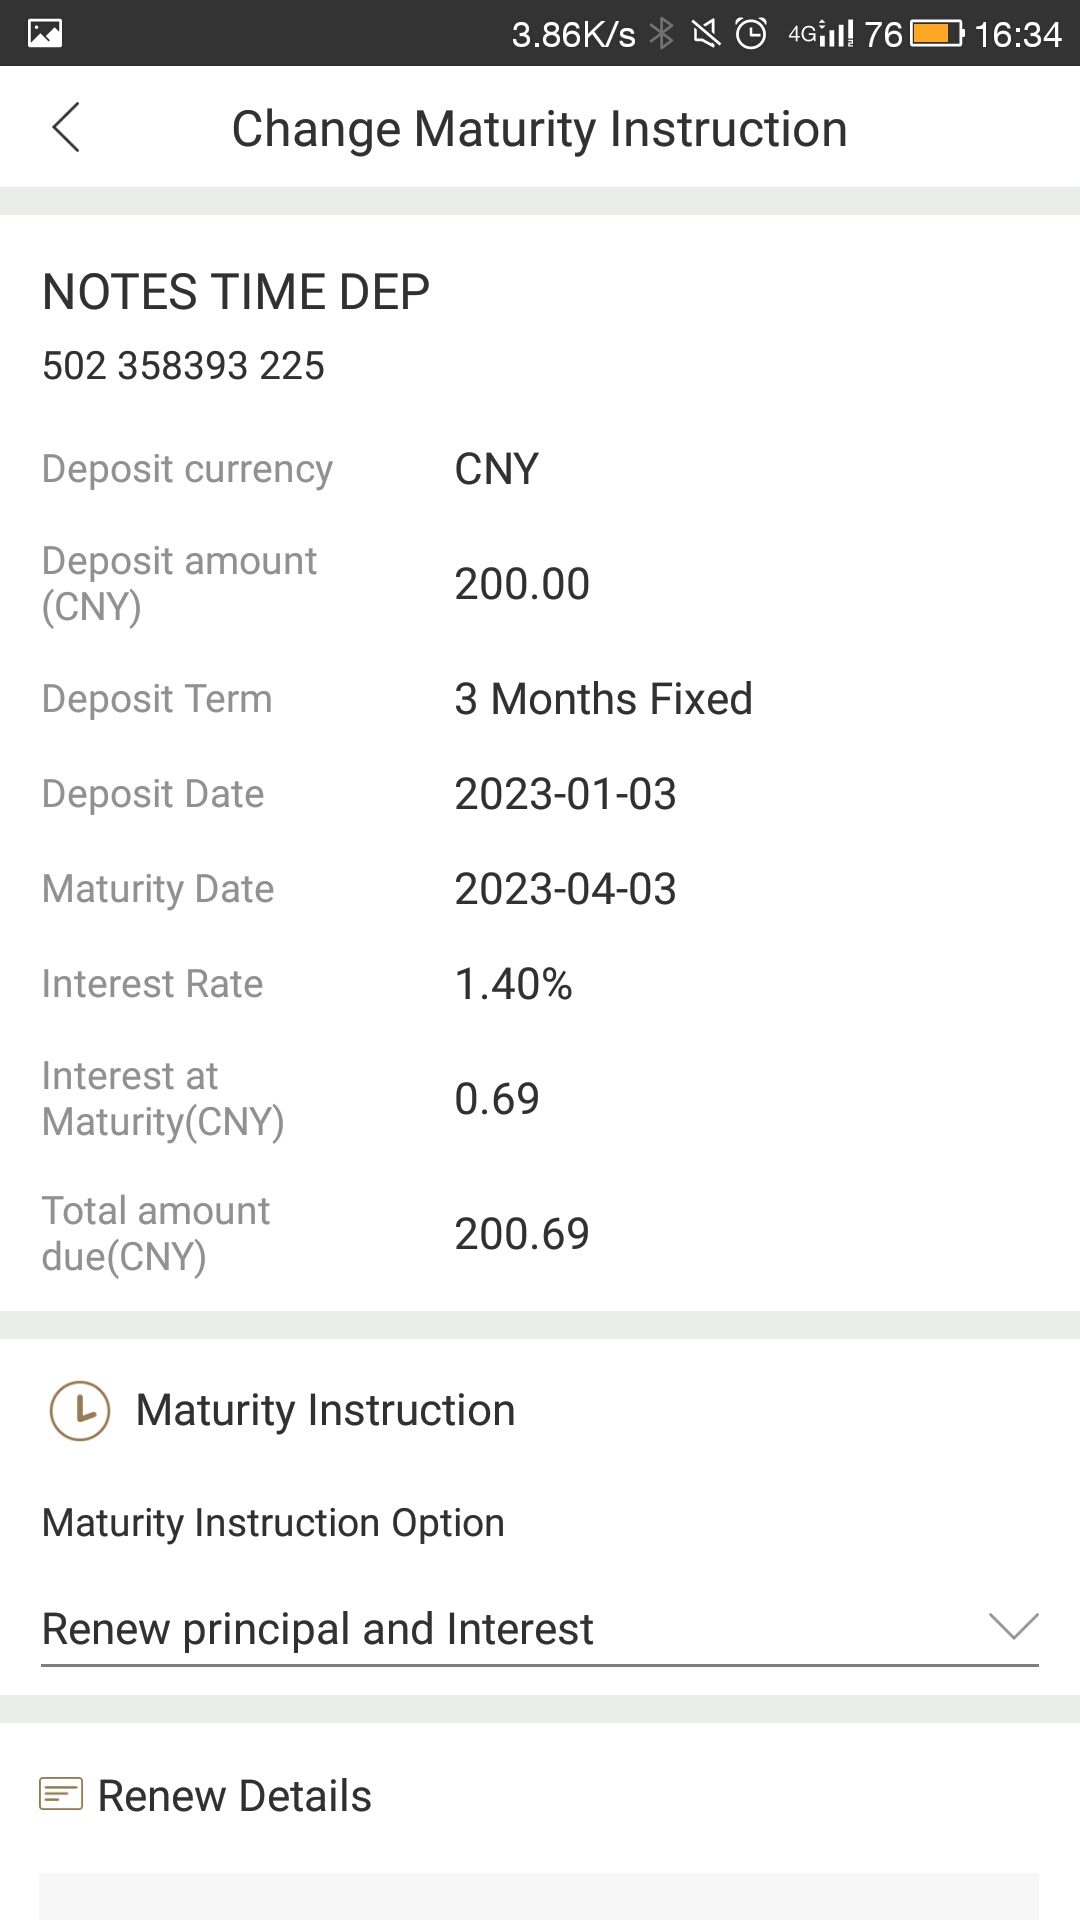 3.86K/s 4G 76 16:34
Change Maturity Instruction
NOTES TIME DEP
502 358393 225
Deposit currency CNY
Deposit amount
(CNY) 200.00
Deposit Term 3 Months Fixed
Deposit Date 2023-01-03
Maturity Date 2023-04-03
Interest Rate 1.40%
Interest at
Maturity(CNY) 0.69
Total amount
due(CNY) 200.69
Maturity Instruction
Maturity Instruction Option
Renew principal and Interest
Renew Details